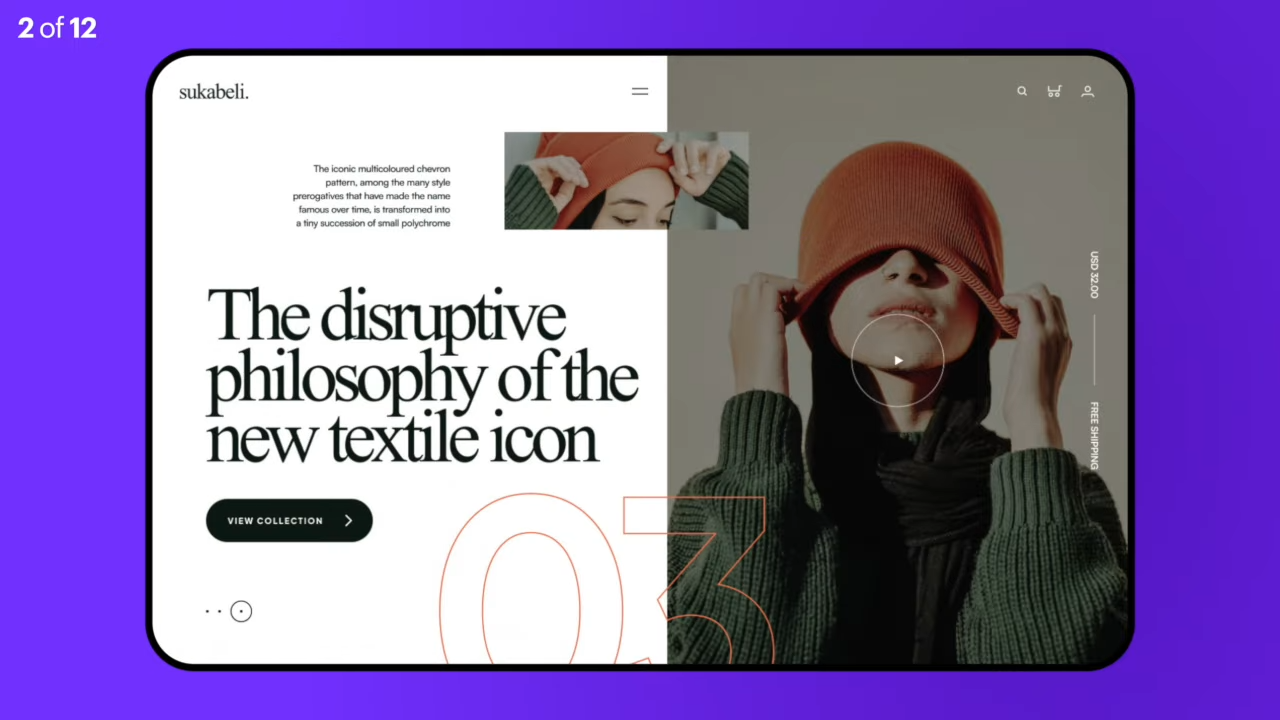 2 of 12
sukabeli.
The iconic multicoloured chevron
pattern, among the many style
prerogatives that have made the name
famous over time, is transformed into
a tiny succession of small polychrome
The disruptive
philosophy of the
new textile icon
VIEW COLLECTION
03
USD 32.00
FREE SHIPPING